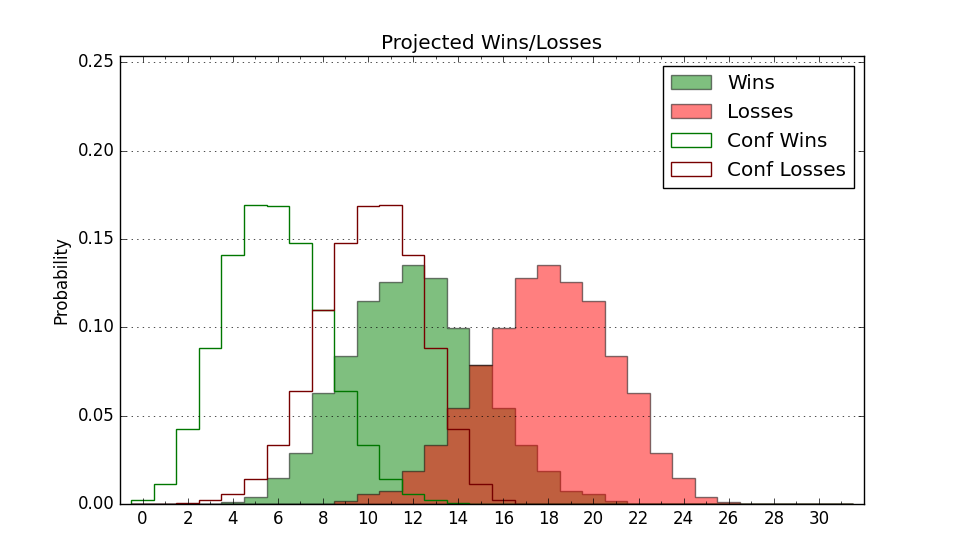 Projected Wins/Losses
0.25
0.20
0.15
0.10
0.05
0.00
Probability
Wins
Losses
Conf Wins
Conf Losses
0 2 4 6 8 10 12 14 16 18 20 22 24 26 28 30